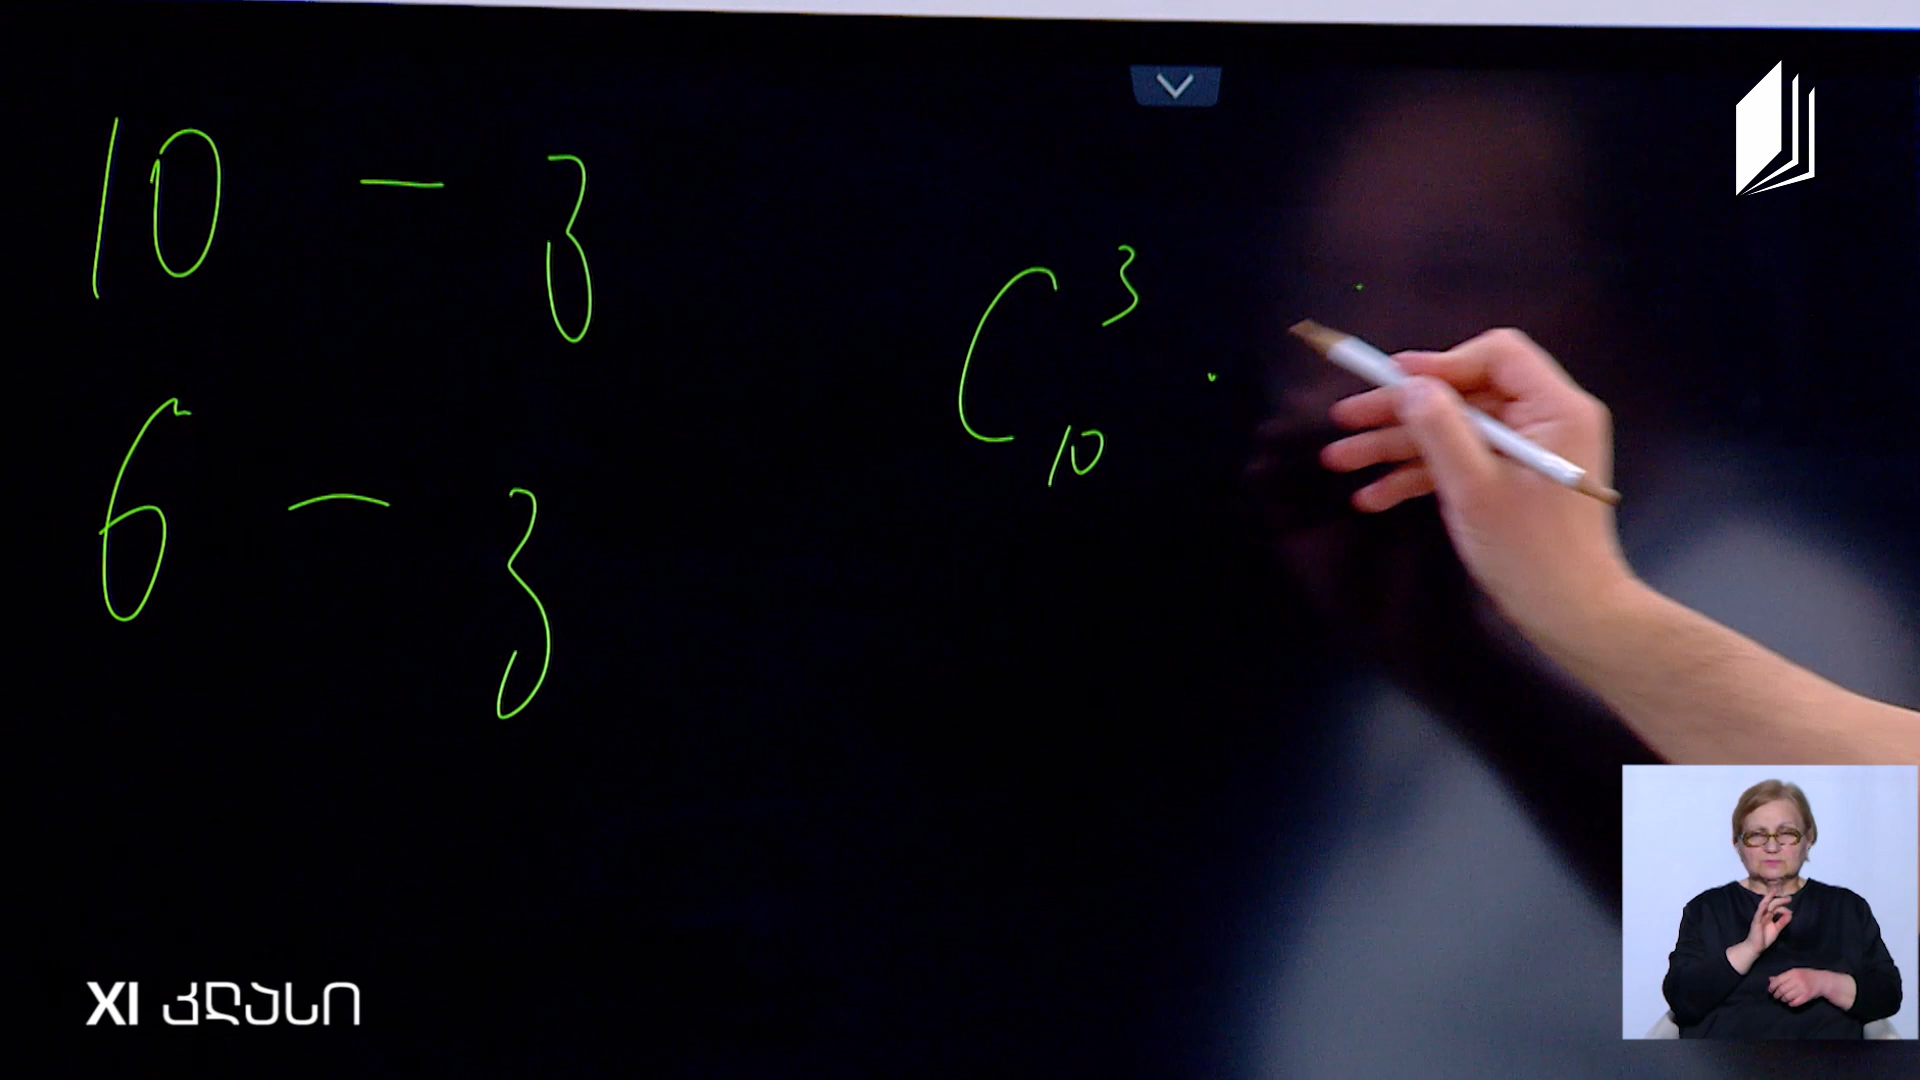 10 — 3
C₁₀³ ·
6 — 3
XI ᲙᲚᲐᲡᲘ